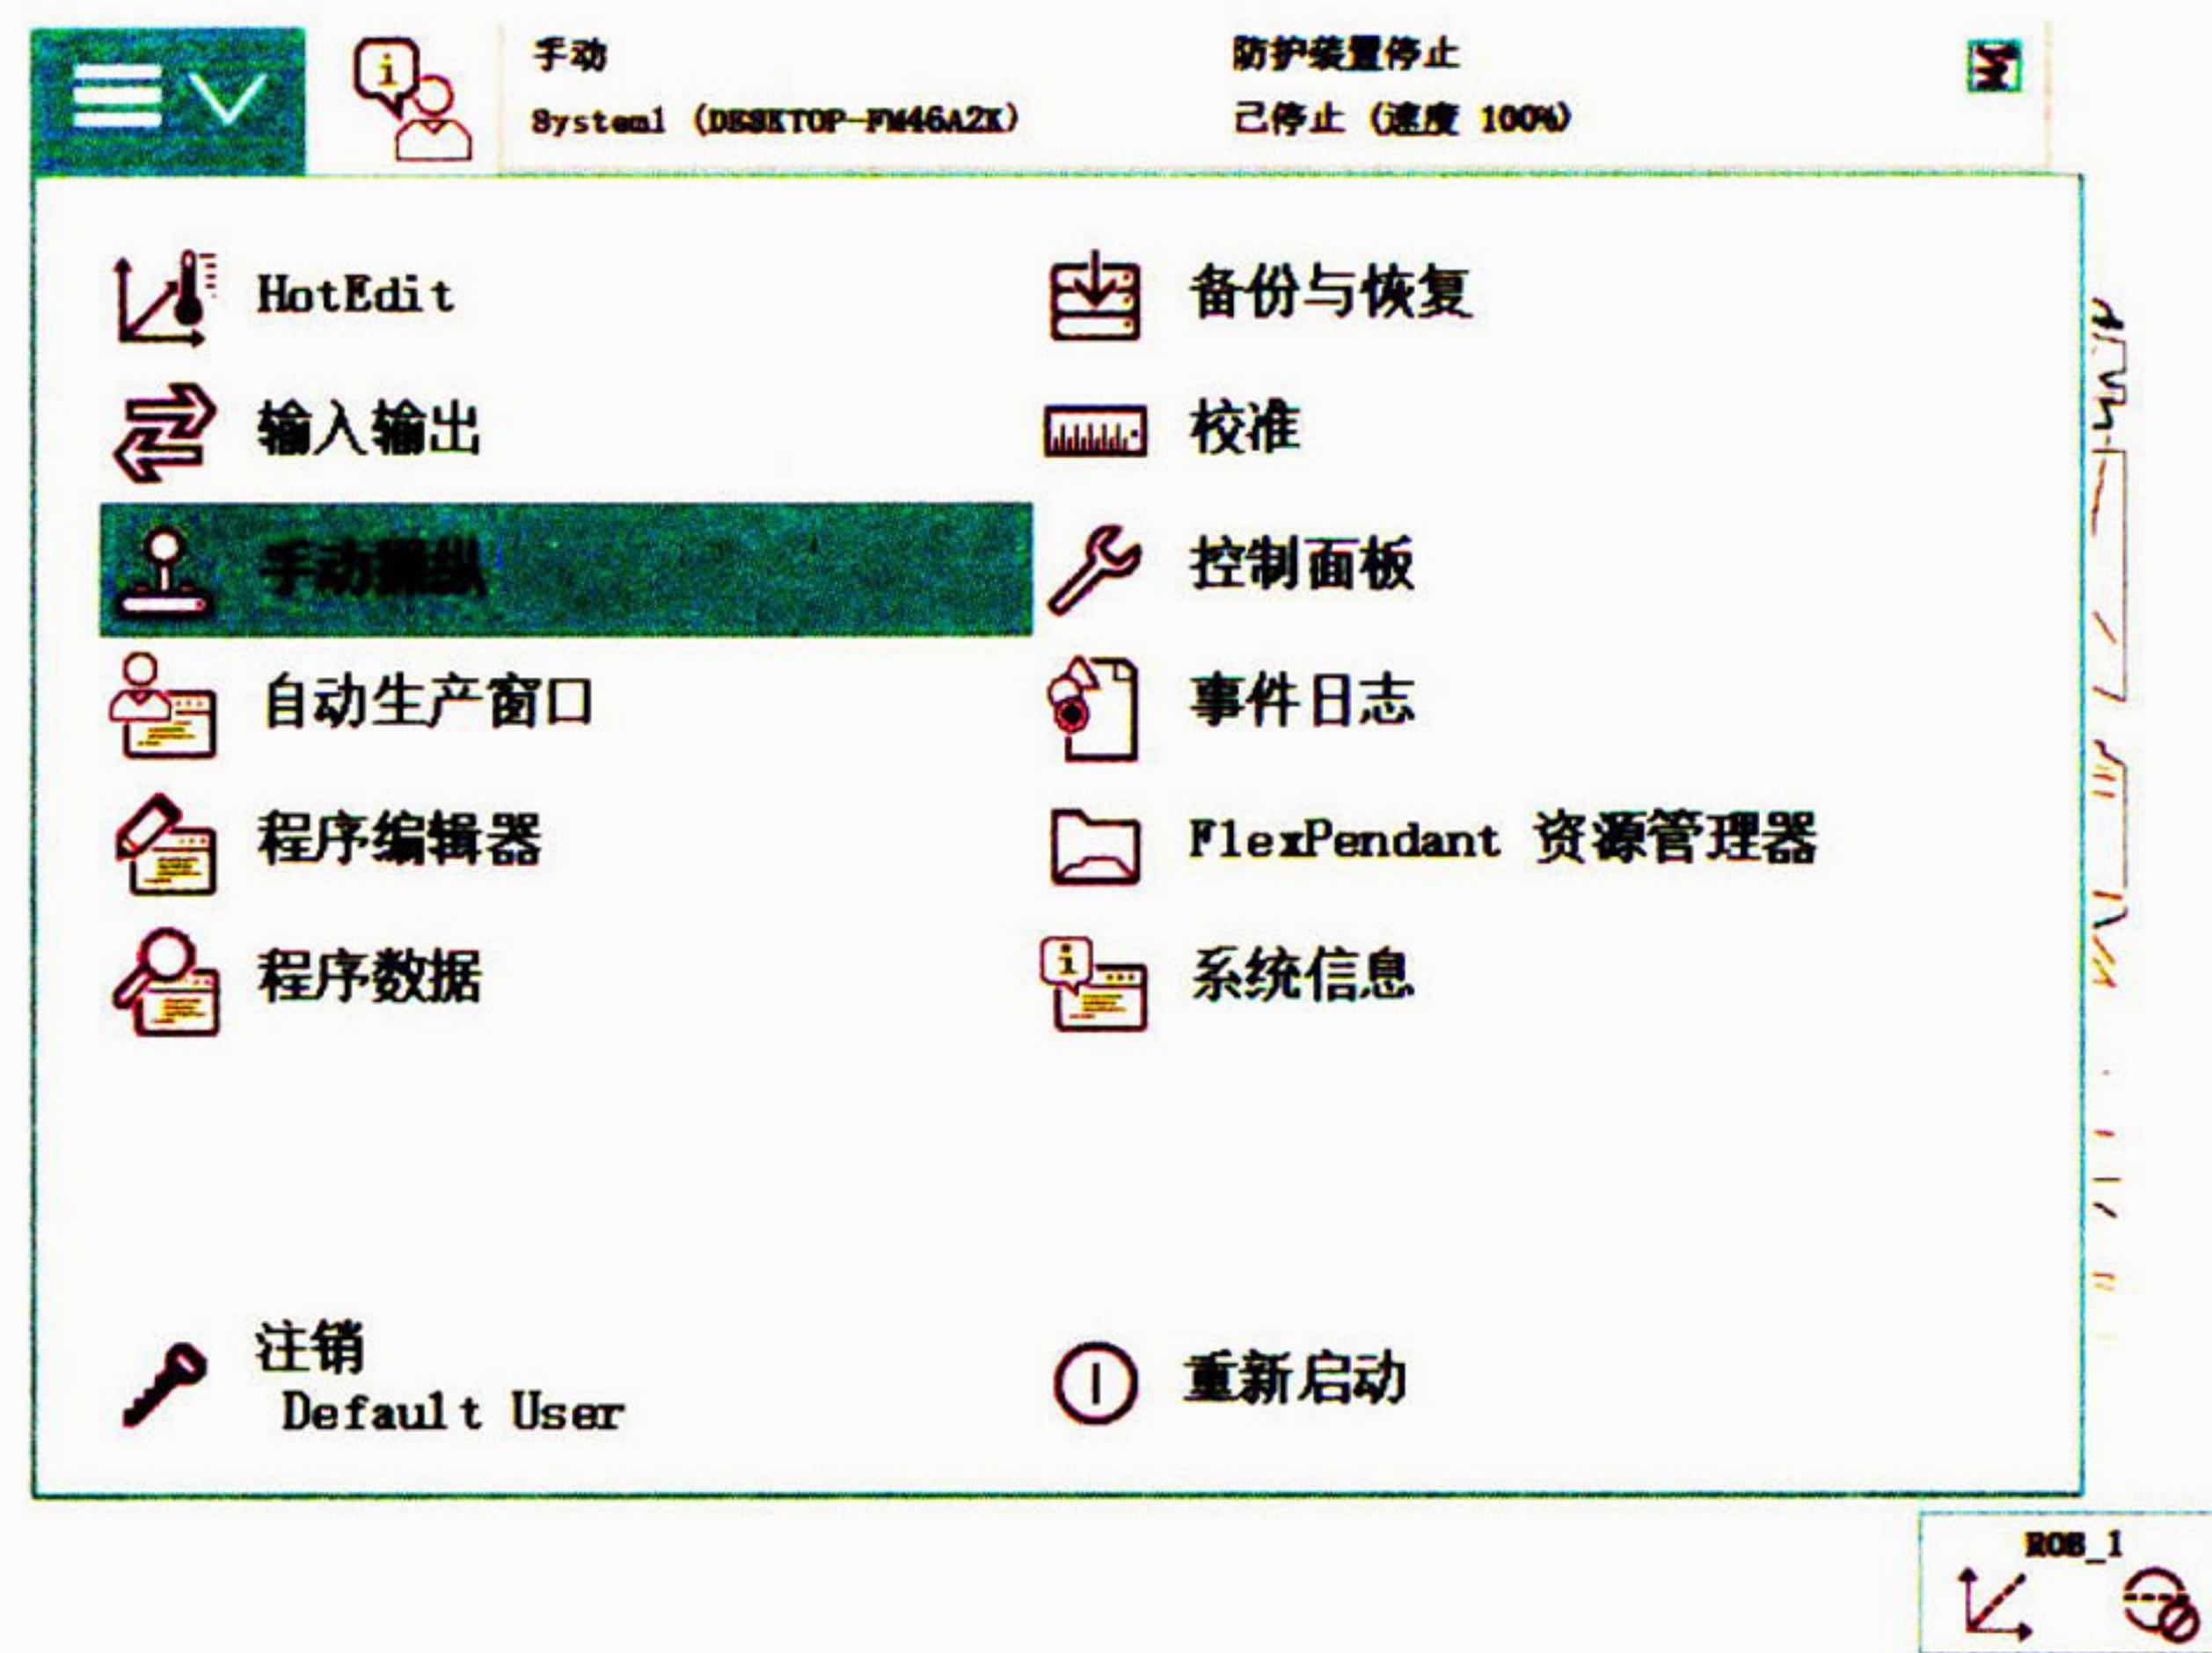 手动
防护装置停止
System1 (DESKTOP-FM46A2K)
己停止 (速度 100%)
HotEdit
备份与恢复
输入输出
校准
手动操纵
控制面板
自动生产窗口
事件日志
程序编辑器
FlexPendant 资源管理器
程序数据
系统信息
注销
Default User
重新启动
ROB_1